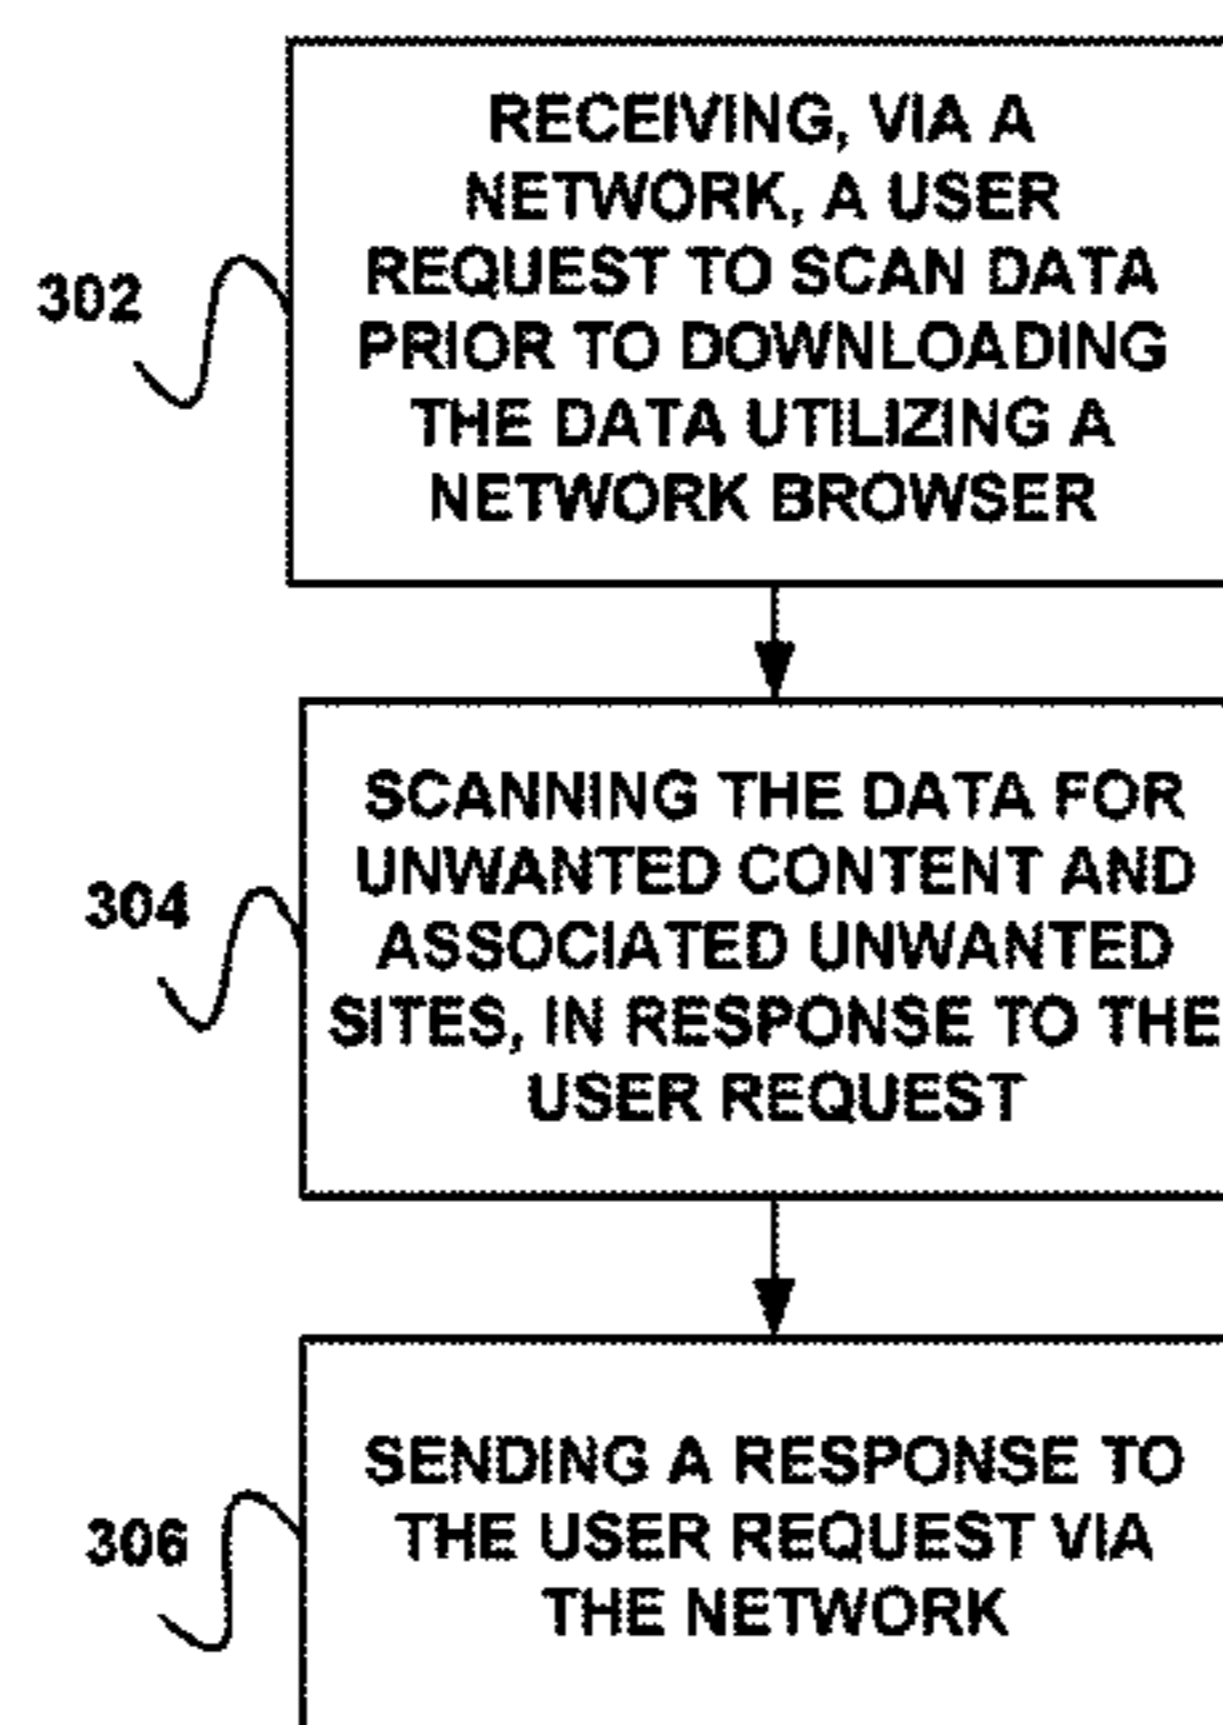 RECEIVING, VIA A
NETWORK, A USER
REQUEST TO SCAN DATA
PRIOR TO DOWNLOADING
THE DATA UTILIZING A
NETWORK BROWSER
302
SCANNING THE DATA FOR
UNWANTED CONTENT AND
ASSOCIATED UNWANTED
SITES, IN RESPONSE TO THE
USER REQUEST
304
SENDING A RESPONSE TO
THE USER REQUEST VIA
THE NETWORK
306